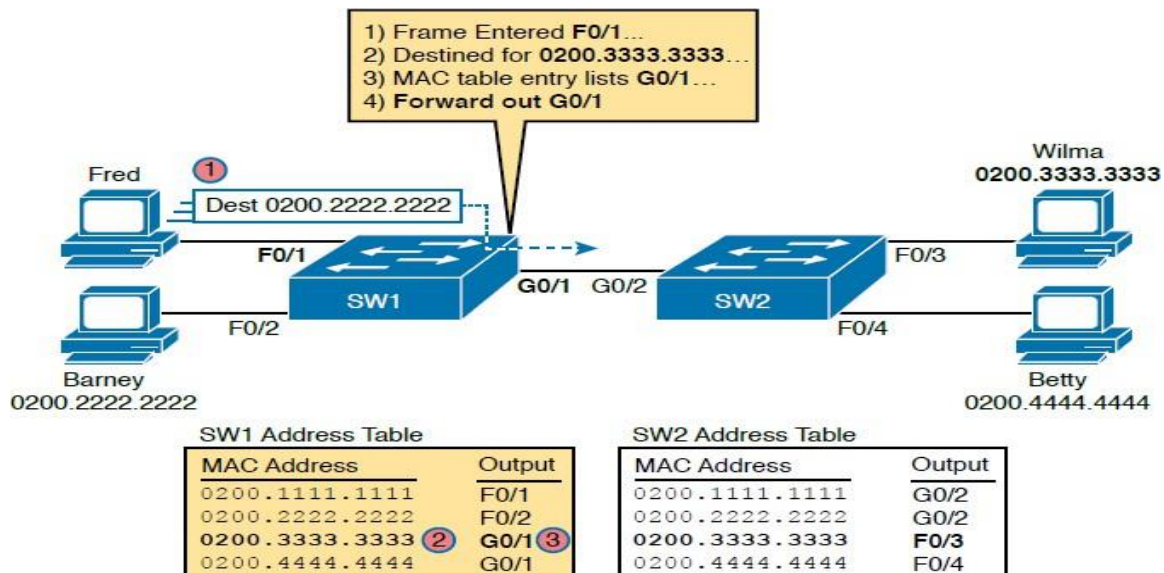 1) Frame Entered F0/1...
2) Destined for 0200.3333.3333...
3) MAC table entry lists G0/1...
4) Forward out G0/1
Fred
1
Dest 0200.2222.2222
Wilma
0200.3333.3333
F0/1
SW1
G0/1 G0/2
SW2
F0/3
F0/2
F0/4
Barney
0200.2222.2222
Betty
0200.4444.4444
SW1 Address Table
MAC Address Output
0200.1111.1111 F0/1
0200.2222.2222 F0/2
0200.3333.3333 2 G0/1 3
0200.4444.4444 G0/1
SW2 Address Table
MAC Address Output
0200.1111.1111 G0/2
0200.2222.2222 G0/2
0200.3333.3333 F0/3
0200.4444.4444 F0/4